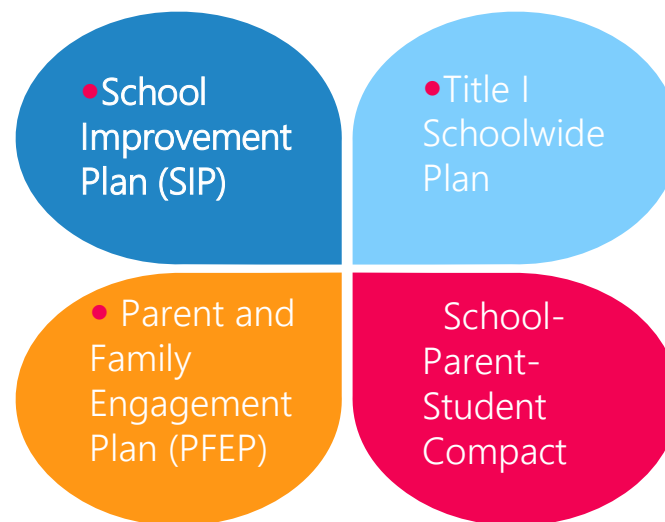 •School
Improvement
Plan (SIP)
•Title I
Schoolwide
Plan
• Parent and
Family
Engagement
Plan (PFEP)
School-
Parent-
Student
Compact